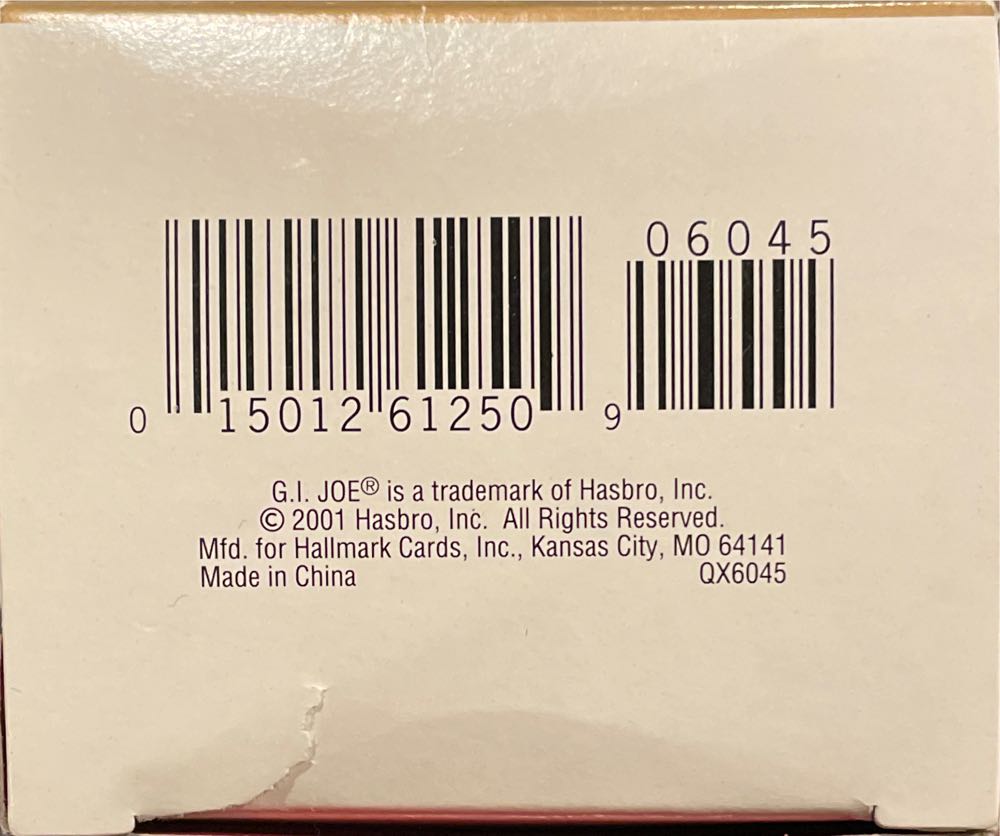 06045
0 15012 61250 9
G.I. JOE® is a trademark of Hasbro, Inc.
© 2001 Hasbro, Inc. All Rights Reserved.
Mfd. for Hallmark Cards, Inc., Kansas City, MO 64141
Made in China QX6045